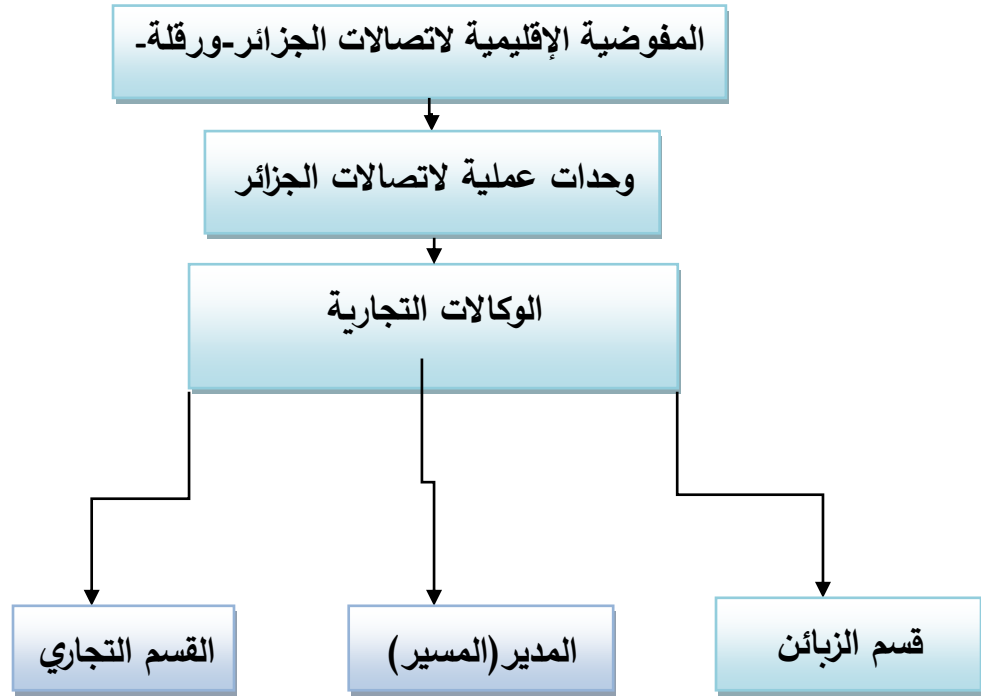 المفوضية الإقليمية لاتصالات الجزائر-ورقلة-
وحدات عملية لاتصالات الجزائر
الوكالات التجارية
قسم الزبائن
المدير(المسير)
القسم التجاري